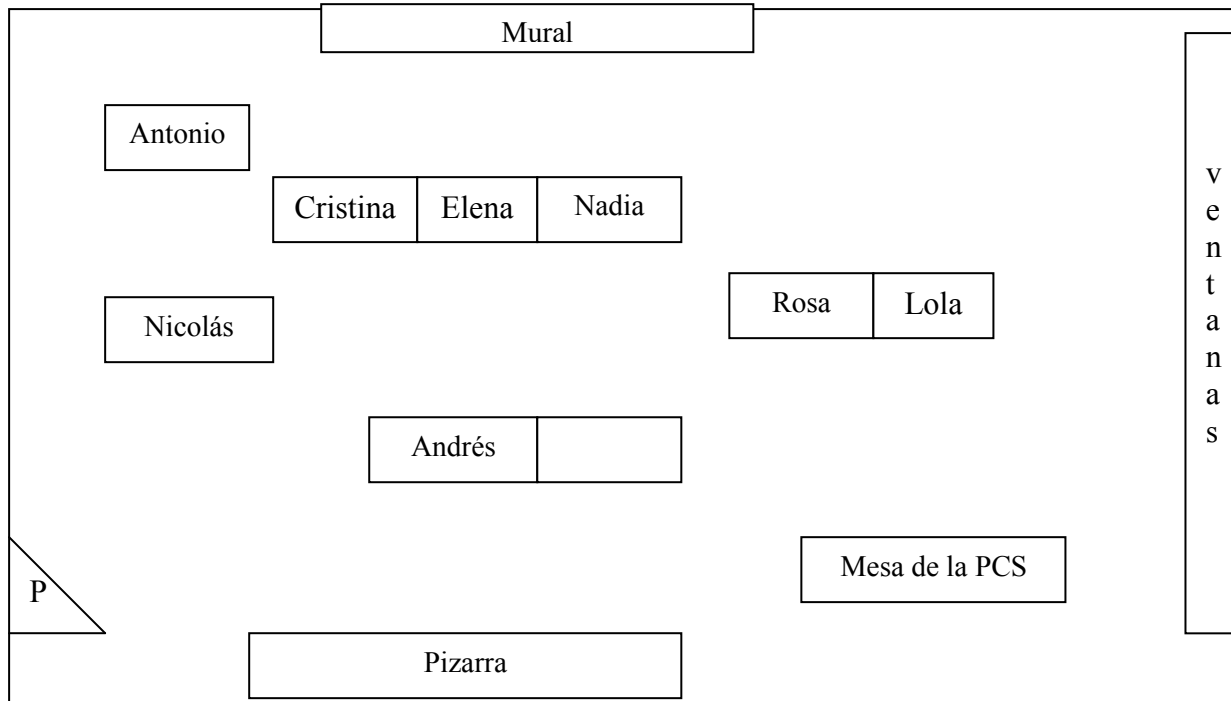 Mural
Antonio
Cristina Elena Nadia
ventanas
Rosa Lola
Nicolás
Andrés
Mesa de la PCS
P
Pizarra